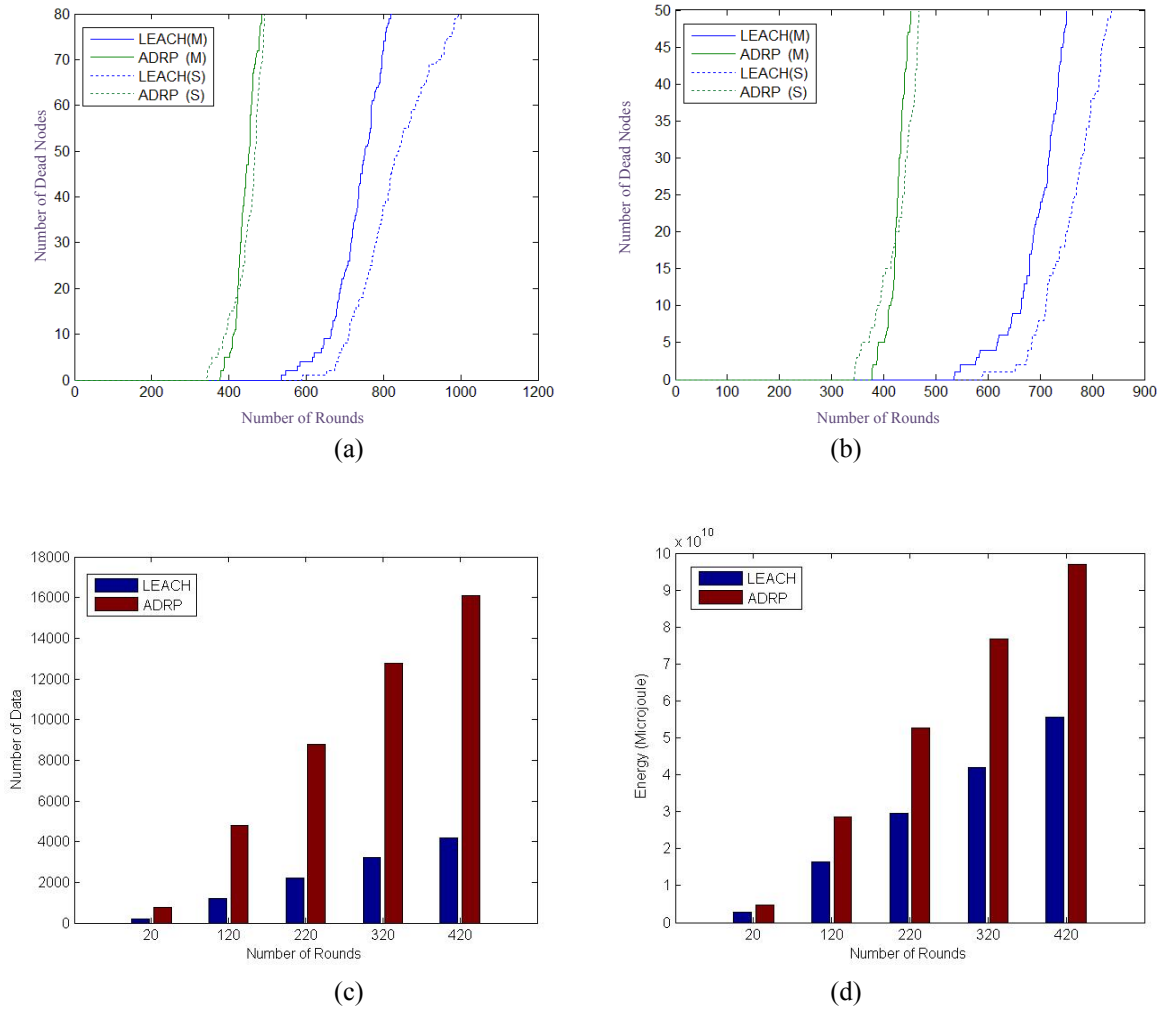 80
70
60
50
40
30
20
10
0
Number of Dead Nodes
LEACH(M)
ADRP (M)
LEACH(S)
ADRP (S)
0 200 400 600 800 1000 1200
Number of Rounds
(a)
50
45
40
35
30
25
20
15
10
5
0
Number of Dead Nodes
LEACH(M)
ADRP (M)
LEACH(S)
ADRP (S)
0 100 200 300 400 500 600 700 800 900
Number of Rounds
(b)
18000
16000
14000
12000
10000
8000
6000
4000
2000
0
Number of Data
LEACH
ADRP
20 120 220 320 420
Number of Rounds
(c)
x 10^10
10
9
8
7
6
5
4
3
2
1
0
Energy (Microjoule)
LEACH
ADRP
20 120 220 320 420
Number of Rounds
(d)